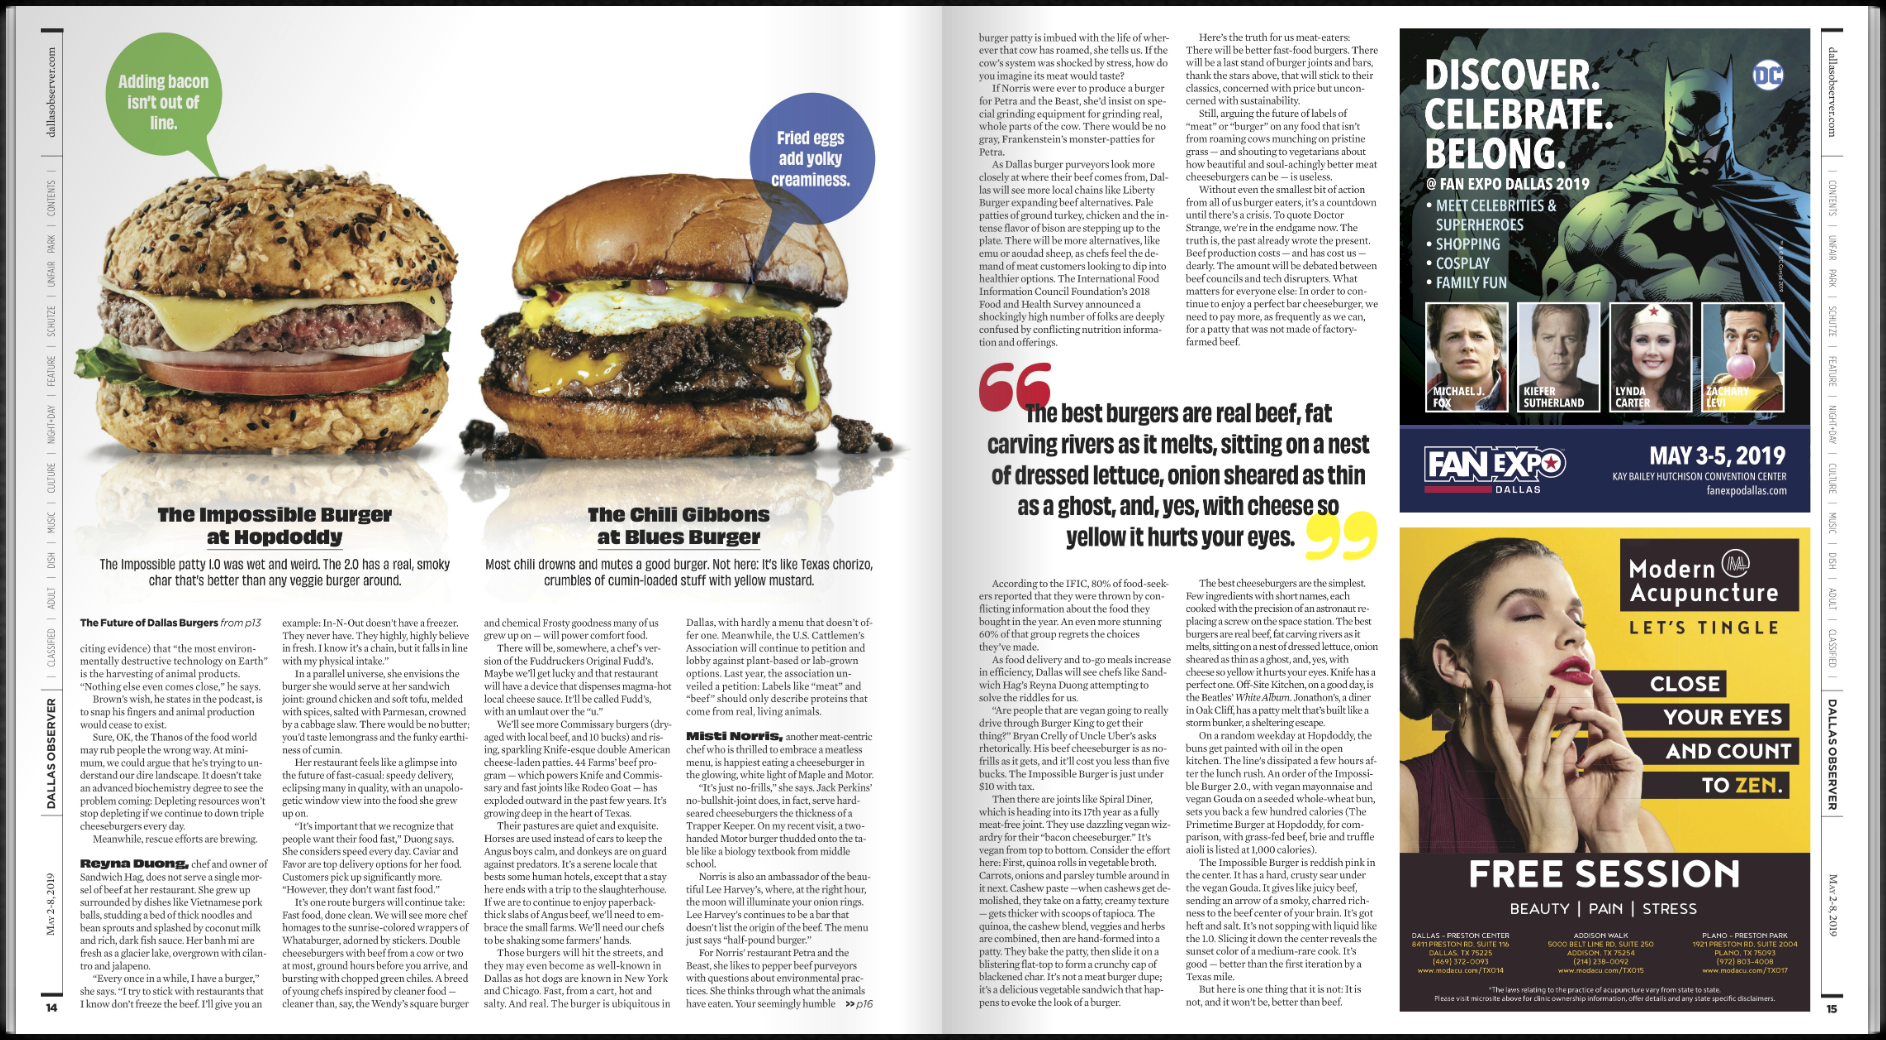 dallasobserver.com
| CLASSIFIED | ADULT | DISH | MUSIC | CULTURE | NIGHT+DAY | FEATURE | SCHUTZE | UNFAIR PARK | CONTENTS |
DALLAS OBSERVER
MAY 2-8, 2019
14
Adding bacon
isn't out of
line.
Fried eggs
add yolky
creaminess.
The Impossible Burger
at Hopdoddy
The Impossible patty 1.0 was wet and weird. The 2.0 has a real, smoky
char that's better than any veggie burger around.
The Chili Gibbons
at Blues Burger
Most chili drowns and mutes a good burger. Not here: It's like Texas chorizo,
crumbles of cumin-loaded stuff with yellow mustard.
The Future of Dallas Burgers from p13
citing evidence) that “the most environ-
mentally destructive technology on Earth”
is the harvesting of animal products.
“Nothing else even comes close,” he says.
Brown's wish, he states in the podcast, is
to snap his fingers and animal production
would cease to exist.
Sure, OK, the Thanos of the food world
may rub people the wrong way. At mini-
mum, we could argue that he's trying to un-
derstand our dire landscape. It doesn't take
an advanced biochemistry degree to see the
problem coming: Depleting resources won't
stop depleting if we continue to down triple
cheeseburgers every day.
Meanwhile, rescue efforts are brewing.
Reyna Duong, chef and owner of
Sandwich Hag, does not serve a single mor-
sel of beef at her restaurant. She grew up
surrounded by dishes like Vietnamese pork
balls, studding a bed of thick noodles and
bean sprouts and splashed by coconut milk
and rich, dark fish sauce. Her banh mi are
fresh as a glacier lake, overgrown with cilan-
tro and jalapeno.
“Every once in a while, I have a burger,”
she says. “I try to stick with restaurants that
I know don't freeze the beef. I'll give you an
example: In-N-Out doesn't have a freezer.
They never have. They highly, highly believe
in fresh. I know it's a chain, but it falls in line
with my physical intake.”
In a parallel universe, she envisions the
burger she would serve at her sandwich
joint: ground chicken and soft tofu, melded
with spices, salted with Parmesan, crowned
by a cabbage slaw. There would be no butter;
you'd taste lemongrass and the funky earthi-
ness of cumin.
Her restaurant feels like a glimpse into
the future of fast-casual: speedy delivery,
eclipsing many in quality, with an unapolo-
getic window view into the food she grew
up on.
“It's important that we recognize that
people want their food fast,” Duong says.
She considers speed every day. Caviar and
Favor are top delivery options for her food.
Customers pick up significantly more.
“However, they don't want fast food.”
It's one route burgers will continue take:
Fast food, done clean. We will see more chef
homages to the sunrise-colored wrappers of
Whataburger, adorned by stickers. Double
cheeseburgers with beef from a cow or two
at most, ground hours before you arrive, and
bursting with chopped green chiles. A breed
of young chefs inspired by cleaner food —
cleaner than, say, the Wendy's square burger
and chemical Frosty goodness many of us
grew up on — will power comfort food.
There will be, somewhere, a chef's ver-
sion of the Fuddruckers Original Fudd's.
Maybe we'll get lucky and that restaurant
will have a device that dispenses magma-hot
local cheese sauce. It'll be called Fudd's,
with an umlaut over the “u.”
We'll see more Commissary burgers (dry-
aged with local beef, and 10 bucks) and ris-
ing, sparkling Knife-esque double American
cheese-laden patties. 44 Farms' beef pro-
gram — which powers Knife and Commis-
sary and fast joints like Rodeo Goat — has
exploded outward in the past few years. It's
growing deep in the heart of Texas.
Their pastures are quiet and exquisite.
Horses are used instead of cars to keep the
Angus boys calm, and donkeys are on guard
against predators. It's a serene locale that
bests some human hotels, except that a stay
here ends with a trip to the slaughterhouse.
If we are to continue to enjoy paperback-
thick slabs of Angus beef, we'll need to em-
brace the small farms. We'll need our chefs
to be shaking some farmers' hands.
Those burgers will hit the streets, and
they may even become as well-known in
Dallas as hot dogs are known in New York
and Chicago. Fast, from a cart, hot and
salty. And real. The burger is ubiquitous in
Dallas, with hardly a menu that doesn't of-
fer one. Meanwhile, the U.S. Cattlemen's
Association will continue to petition and
lobby against plant-based or lab-grown
options. Last year, the association un-
veiled a petition: Labels like “meat” and
“beef” should only describe proteins that
come from real, living animals.
Misti Norris, another meat-centric
chef who is thrilled to embrace a meatless
menu, is happiest eating a cheeseburger in
the glowing, white light of Maple and Motor.
“It's just no-frills,” she says. Jack Perkins'
no-bullshit-joint does, in fact, serve hard-
seared cheeseburgers the thickness of a
Trapper Keeper. On my recent visit, a two-
handed Motor burger thudded onto the ta-
ble like a biology textbook from middle
school.
Norris is also an ambassador of the beau-
tiful Lee Harvey's, where, at the right hour,
the moon will illuminate your onion rings.
Lee Harvey's continues to be a bar that
doesn't list the origin of the beef. The menu
just says “half-pound burger.”
For Norris' restaurant Petra and the
Beast, she likes to pepper beef purveyors
with questions about environmental prac-
tices. She thinks through what the animals
have eaten. Your seemingly humble >>p16
burger patty is imbued with the life of wher-
ever that cow has roamed, she tells us. If the
cow's system was shocked by stress, how do
you imagine its meat would taste?
If Norris were ever to produce a burger
for Petra and the Beast, she'd insist on spe-
cial grinding equipment for grinding real,
whole parts of the cow. There would be no
gray, Frankenstein's monster-patties for
Petra.
As Dallas burger purveyors look more
closely at where their beef comes from, Dal-
las will see more local chains like Liberty
Burger expanding beef alternatives. Pale
patties of ground turkey, chicken and the in-
tense flavor of bison are stepping up to the
plate. There will be more alternatives, like
emu or aoudad sheep, as chefs feel the de-
mand of meat customers looking to dip into
healthier options. The International Food
Information Council Foundation's 2018
Food and Health Survey announced a
shockingly high number of folks are deeply
confused by conflicting nutrition informa-
tion and offerings.
Here's the truth for us meat-eaters:
There will be better fast-food burgers. There
will be a last stand of burger joints and bars,
thank the stars above, that will stick to their
classics, concerned with price but uncon-
cerned with sustainability.
Still, arguing the future of labels of
“meat” or “burger” on any food that isn't
from roaming cows munching on pristine
grass — and shouting to vegetarians about
how beautiful and soul-achingly better meat
cheeseburgers can be — is useless.
Without even the smallest bit of action
from all of us burger eaters, it's a countdown
until there's a crisis. To quote Doctor
Strange, we're in the endgame now. The
truth is, the past already wrote the present.
Beef production costs — and has cost us —
dearly. The amount will be debated between
beef councils and tech disrupters. What
matters for everyone else: In order to con-
tinue to enjoy a perfect bar cheeseburger, we
need to pay more, as frequently as we can,
for a patty that was not made of factory-
farmed beef.
“The best burgers are real beef, fat
carving rivers as it melts, sitting on a nest
of dressed lettuce, onion sheared as thin
as a ghost, and, yes, with cheese so
yellow it hurts your eyes.”
According to the IFIC, 80% of food-seek-
ers reported that they were thrown by con-
flicting information about the food they
bought in the year. An even more stunning
60% of that group regrets the choices
they've made.
As food delivery and to-go meals increase
in efficiency, Dallas will see chefs like Sand-
wich Hag's Reyna Duong attempting to
solve the riddles for us.
“Are people that are vegan going to really
drive through Burger King to get their
thing?” Bryan Crelly of Uncle Uber's asks
rhetorically. His beef cheeseburger is as no-
frills as it gets, and it'll cost you less than five
bucks. The Impossible Burger is just under
$10 with tax.
Then there are joints like Spiral Diner,
which is heading into its 17th year as a fully
meat-free joint. They use dazzling vegan wiz-
ardry for their “bacon cheeseburger.” It's
vegan from top to bottom. Consider the effort
here: First, quinoa rolls in vegetable broth.
Carrots, onions and parsley tumble around in
it next. Cashew paste —when cashews get de-
molished, they take on a fatty, creamy texture
— gets thicker with scoops of tapioca. The
quinoa, the cashew blend, veggies and herbs
are combined, then are hand-formed into a
patty. They bake the patty, then slide it on a
blistering flat-top to form a crunchy cap of
blackened char. It's not a meat burger dupe;
it's a delicious vegetable sandwich that hap-
pens to evoke the look of a burger.
The best cheeseburgers are the simplest.
Few ingredients with short names, each
cooked with the precision of an astronaut re-
placing a screw on the space station. The best
burgers are real beef, fat carving rivers as it
melts, sitting on a nest of dressed lettuce, onion
sheared as thin as a ghost, and, yes, with
cheese so yellow it hurts your eyes. Knife has a
perfect one. Off-Site Kitchen, on a good day, is
the Beatles' White Album. Jonathon's, a diner
in Oak Cliff, has a patty melt that's built like a
storm bunker, a sheltering escape.
On a random weekday at Hopdoddy, the
buns get painted with oil in the open
kitchen. The line's dissipated a few hours af-
ter the lunch rush. An order of the Impossi-
ble Burger 2.0., with vegan mayonnaise and
vegan Gouda on a seeded whole-wheat bun,
sets you back a few hundred calories (The
Primetime Burger at Hopdoddy, for com-
parison, with grass-fed beef, brie and truffle
aioli is listed at 1,000 calories).
The Impossible Burger is reddish pink in
the center. It has a hard, crusty sear under
the vegan Gouda. It gives like juicy beef,
sending an arrow of a smoky, charred rich-
ness to the beef center of your brain. It's got
heft and salt. It's not sopping with liquid like
the 1.0. Slicing it down the center reveals the
sunset color of a medium-rare cook. It's
good — better than the first iteration by a
Texas mile.
But here is one thing that it is not: It is
not, and it won't be, better than beef.
DC
DISCOVER.
CELEBRATE.
BELONG.
@ FAN EXPO DALLAS 2019
• MEET CELEBRITIES &
SUPERHEROES
• SHOPPING
• COSPLAY
• FAMILY FUN
MICHAEL J.
FOX
KIEFER
SUTHERLAND
LYNDA
CARTER
ZACHARY
LEVI
FAN EXPO
DALLAS
MAY 3-5, 2019
KAY BAILEY HUTCHISON CONVENTION CENTER
fanexpodallas.com
Modern
Acupuncture
LET'S TINGLE
CLOSE
YOUR EYES
AND COUNT
TO ZEN.
FREE SESSION
BEAUTY | PAIN | STRESS
DALLAS - PRESTON CENTER
8411 PRESTON RD. SUITE 116
DALLAS, TX 75225
(469) 372-0093
www.modacu.com/TX014
ADDISON WALK
5000 BELT LINE RD, SUITE 250
ADDISON, TX 75254
(214) 238-0092
www.modacu.com/TX015
PLANO - PRESTON PARK
1921 PRESTON RD, SUITE 2004
PLANO, TX 75093
(972) 803-4008
www.modacu.com/TX017
*The laws relating to the practice of acupuncture vary from state to state.
Please visit microsite above for clinic ownership information, offer details and any state specific disclaimers.
dallasobserver.com
| CONTENTS | UNFAIR PARK | SCHUTZE | FEATURE | NIGHT+DAY | CULTURE | MUSIC | DISH | ADULT | CLASSIFIED |
DALLAS OBSERVER
MAY 2-8, 2019
15